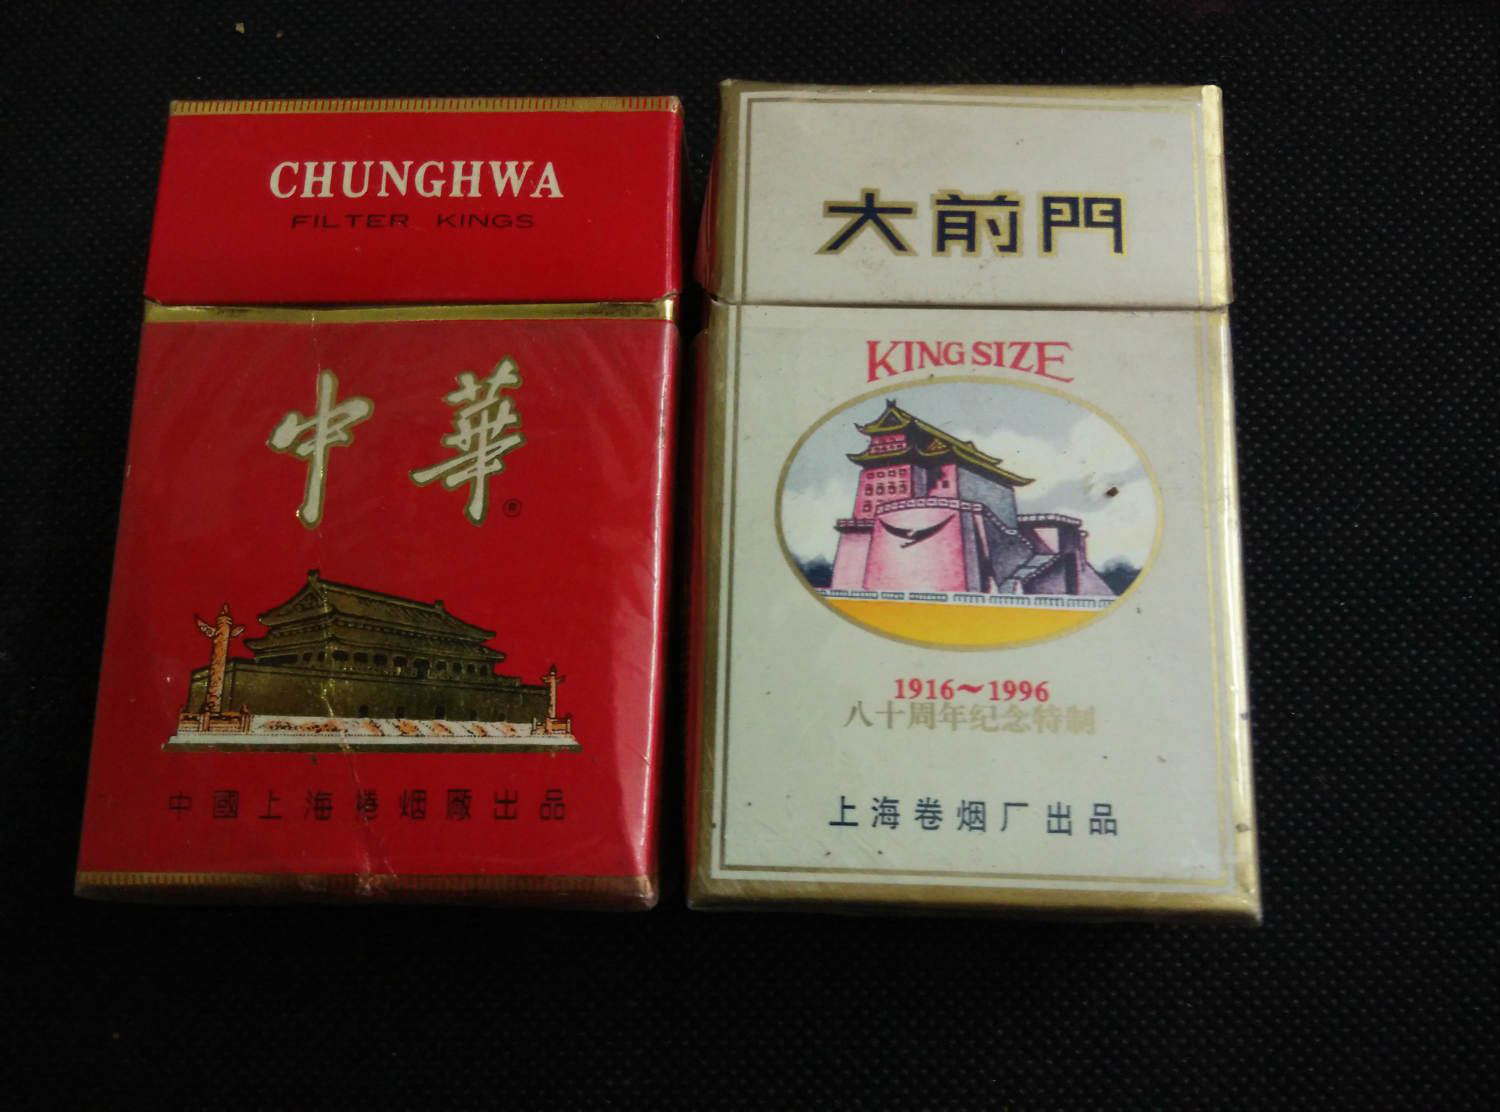 CHUNGHWA
FILTER KINGS
中華
®
中國上海捲烟廠出品
大前門
KING SIZE
1916～1996
八十周年纪念特制
上海卷烟厂出品